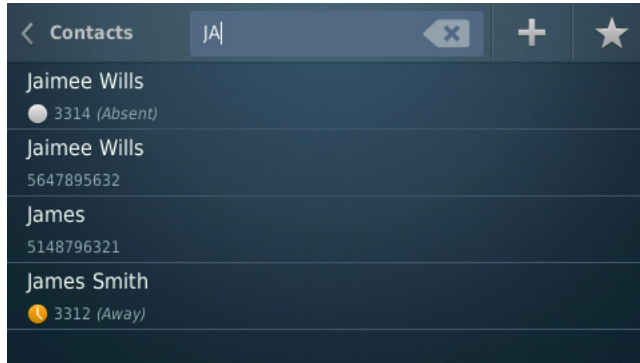 Contacts
JA
Jaimee Wills
3314 (Absent)
Jaimee Wills
5647895632
James
5148796321
James Smith
3312 (Away)